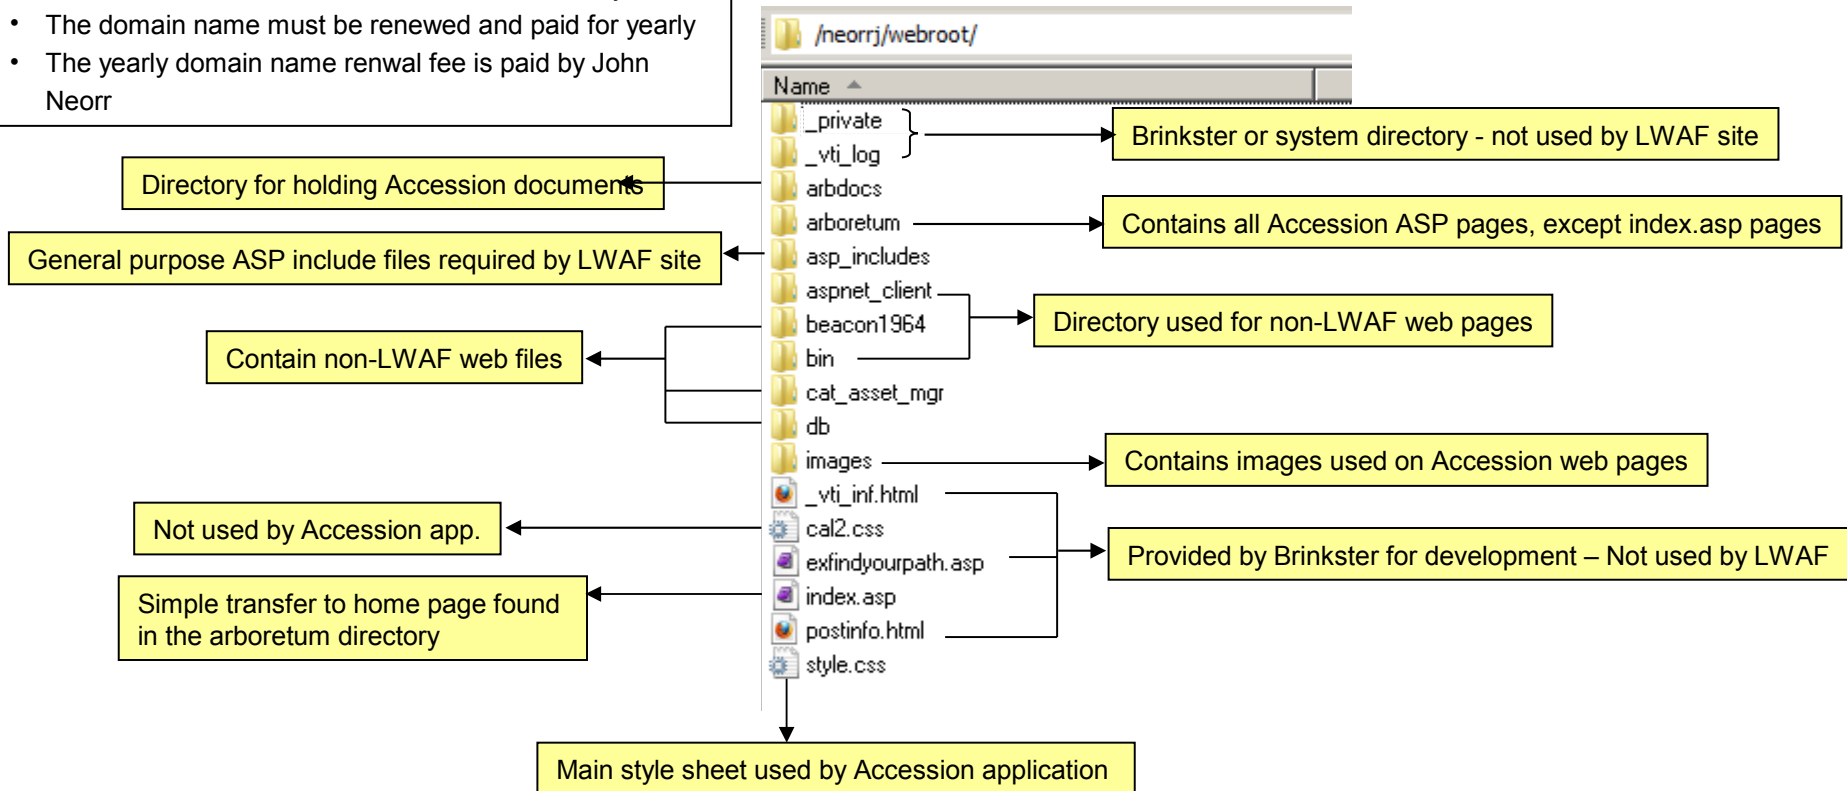 • The domain name must be renewed and paid for yearly
• The yearly domain name renwal fee is paid by John
Neorr
/neorrj/webroot/
Name
_private
_vti_log
arbdocs
arboretum
asp_includes
aspnet_client
beacon1964
bin
cat_asset_mgr
db
images
_vti_inf.html
cal2.css
exfindyourpath.asp
index.asp
postinfo.html
style.css
Brinkster or system directory - not used by LWAF site
Directory for holding Accession documents
Contains all Accession ASP pages, except index.asp pages
General purpose ASP include files required by LWAF site
Directory used for non-LWAF web pages
Contain non-LWAF web files
Contains images used on Accession web pages
Not used by Accession app.
Provided by Brinkster for development – Not used by LWAF
Simple transfer to home page found
in the arboretum directory
Main style sheet used by Accession application